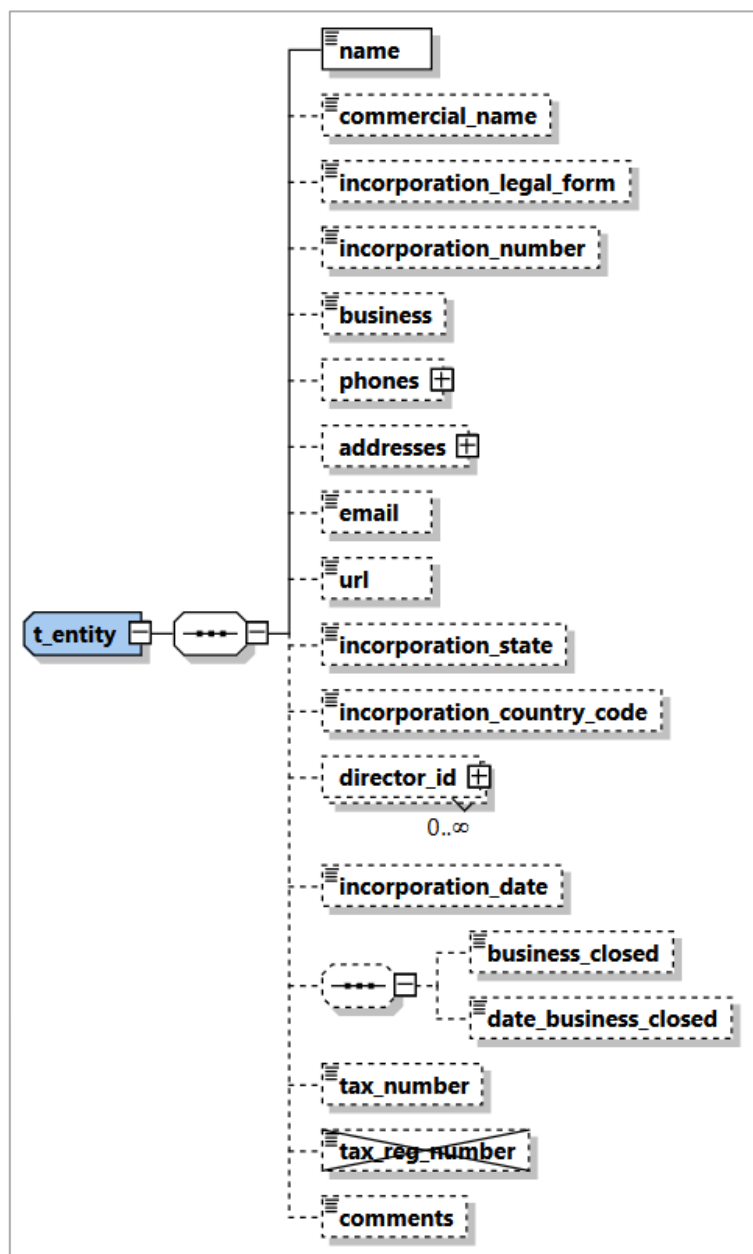 name
commercial_name
incorporation_legal_form
incorporation_number
business
phones
addresses
email
url
t_entity
incorporation_state
incorporation_country_code
director_id
0..∞
incorporation_date
business_closed
date_business_closed
tax_number
tax_reg_number
comments